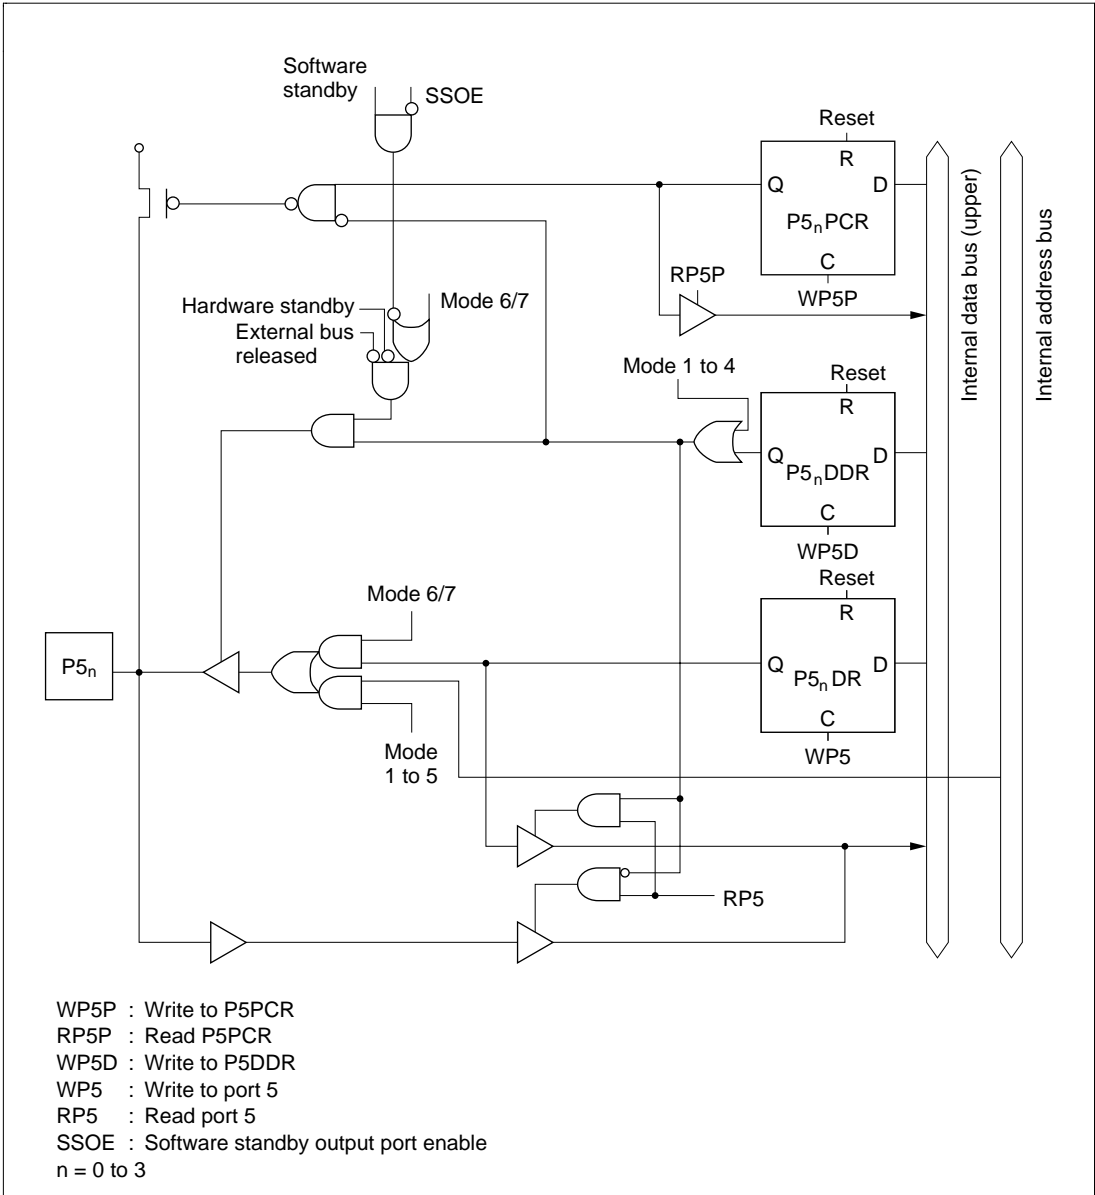 Software
standby
SSOE
Reset
R
Q
D
P5nPCR
C
WP5P
RP5P
Internal data bus (upper)
Internal address bus
Hardware standby
Mode 6/7
External bus
released
Mode 1 to 4
Reset
R
Q
D
P5nDDR
C
WP5D
Reset
R
Q
D
P5n DR
C
WP5
Mode 6/7
P5n
Mode
1 to 5
RP5
WP5P : Write to P5PCR
RP5P : Read P5PCR
WP5D : Write to P5DDR
WP5 : Write to port 5
RP5 : Read port 5
SSOE : Software standby output port enable
n = 0 to 3